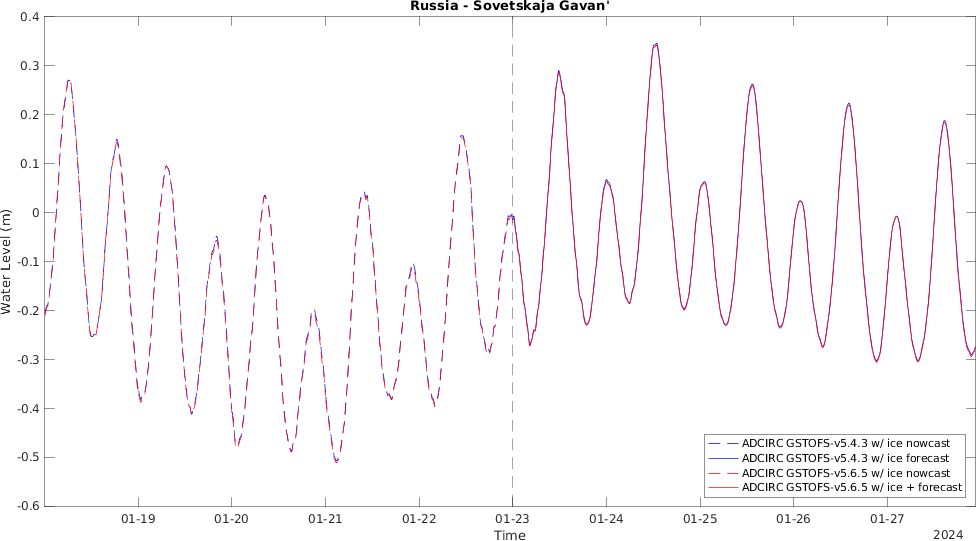 Russia - Sovetskaja Gavan'
0.4
0.3
0.2
0.1
0
-0.1
-0.2
-0.3
-0.4
-0.5
-0.6
Water Level (m)
01-19 01-20 01-21 01-22 01-23 01-24 01-25 01-26 01-27
Time
2024
ADCIRC GSTOFS-v5.4.3 w/ ice nowcast
ADCIRC GSTOFS-v5.4.3 w/ ice forecast
ADCIRC GSTOFS-v5.6.5 w/ ice nowcast
ADCIRC GSTOFS-v5.6.5 w/ ice + forecast